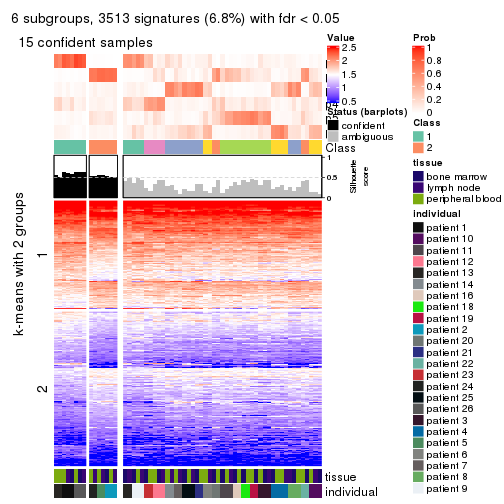 6 subgroups, 3513 signatures (6.8%) with fdr < 0.05
15 confident samples
k-means with 2 groups
1
2
1
0.5
0
Silhouette
score
Class
tissue
individual
Value
2.5
2
1.5
1
0.5
Status (barplots)
confident
ambiguous
Prob
1
0.8
0.6
0.4
0.2
0
Class
1
2
tissue
bone marrow
lymph node
peripheral blood
individual
patient 1
patient 10
patient 11
patient 12
patient 13
patient 14
patient 16
patient 18
patient 19
patient 2
patient 20
patient 21
patient 22
patient 23
patient 24
patient 25
patient 26
patient 3
patient 4
patient 5
patient 6
patient 7
patient 8
patient 9